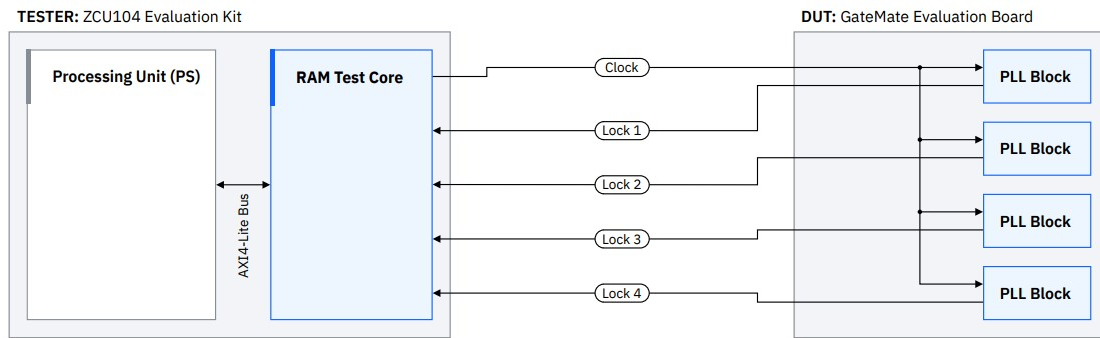 TESTER: ZCU104 Evaluation Kit
DUT: GateMate Evaluation Board
Processing Unit (PS)
RAM Test Core
AXI4-Lite Bus
Clock
Lock 1
Lock 2
Lock 3
Lock 4
PLL Block
PLL Block
PLL Block
PLL Block